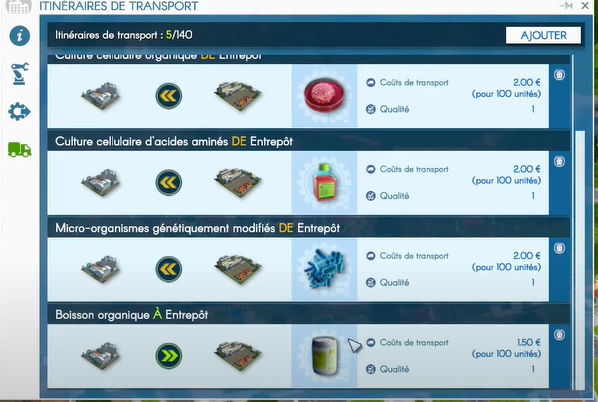 ITINÉRAIRES DE TRANSPORT
Itinéraires de transport : 5/140
AJOUTER
Culture cellulaire organique DE Entrepôt
Coûts de transport
2.00 €
(pour 100 unités)
Qualité
1
Culture cellulaire d'acides aminés DE Entrepôt
Coûts de transport
2.00 €
(pour 100 unités)
Qualité
1
Micro-organismes génétiquement modifiés DE Entrepôt
Coûts de transport
2.00 €
(pour 100 unités)
Qualité
1
Boisson organique À Entrepôt
Coûts de transport
1.50 €
(pour 100 unités)
Qualité
1